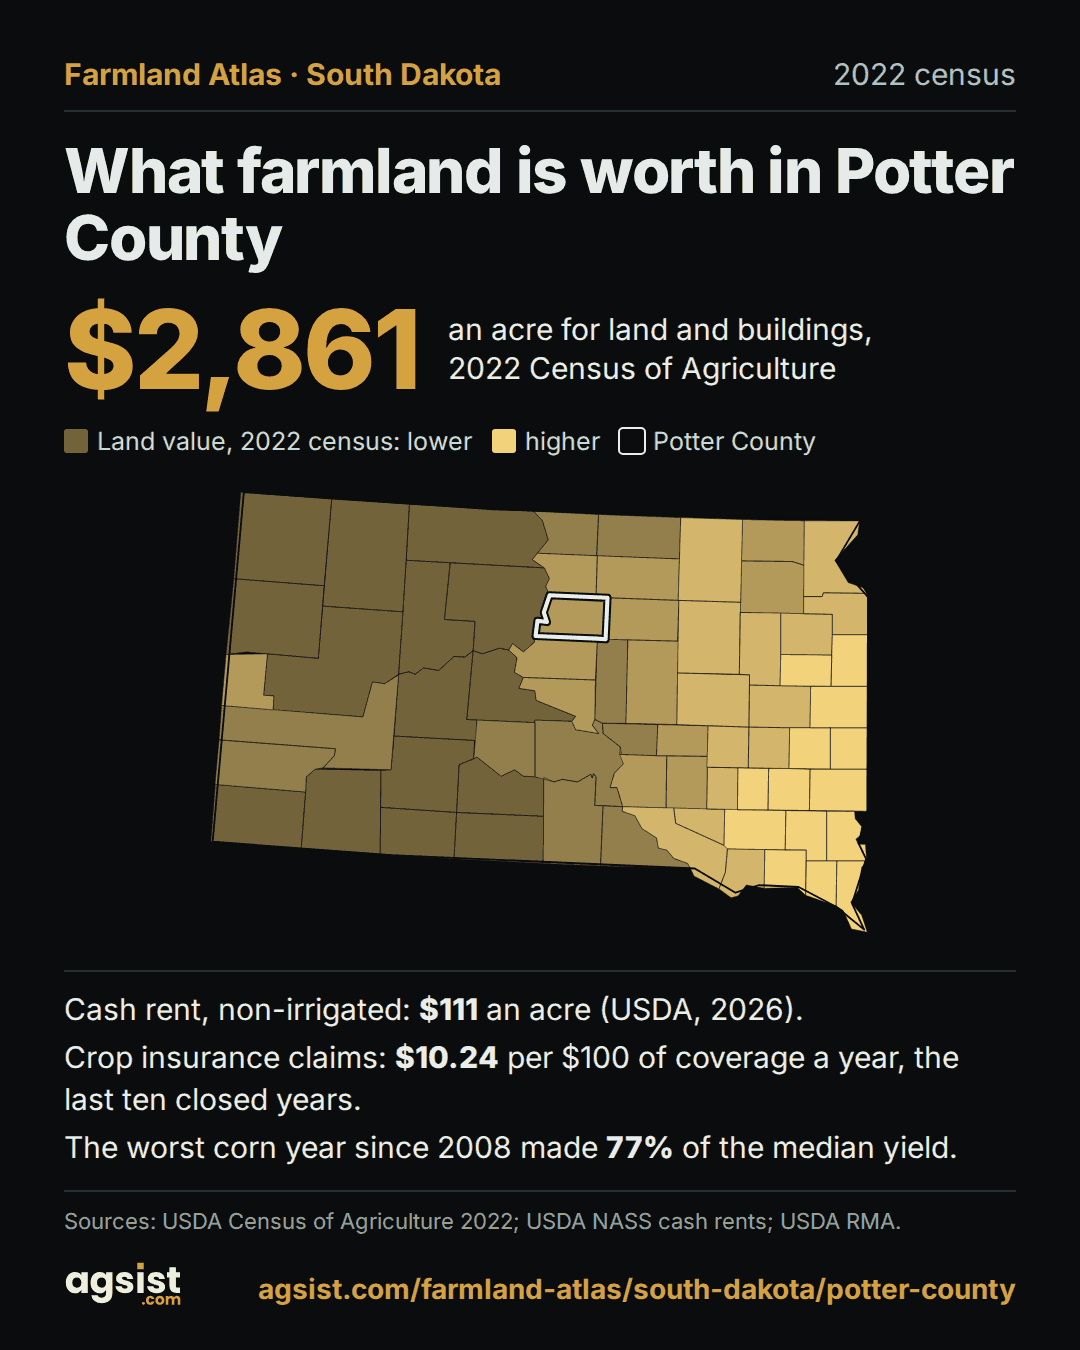 Farmland Atlas · South Dakota
2022 census
What farmland is worth in Potter
County
$2,861
an acre for land and buildings,
2022 Census of Agriculture
Land value, 2022 census: lower
higher
Potter County
Cash rent, non-irrigated: $111 an acre (USDA, 2026).
Crop insurance claims: $10.24 per $100 of coverage a year, the
last ten closed years.
The worst corn year since 2008 made 77% of the median yield.
Sources: USDA Census of Agriculture 2022; USDA NASS cash rents; USDA RMA.
agsist
.com
agsist.com/farmland-atlas/south-dakota/potter-county